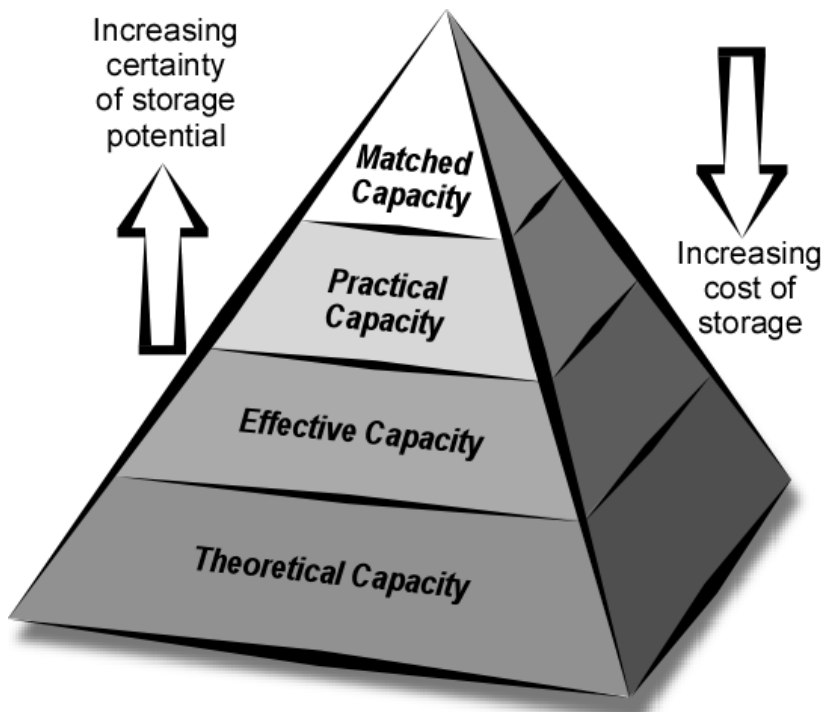 Increasing
certainty
of storage
potential
Matched
Capacity
Increasing
cost of
storage
Practical
Capacity
Effective Capacity
Theoretical Capacity